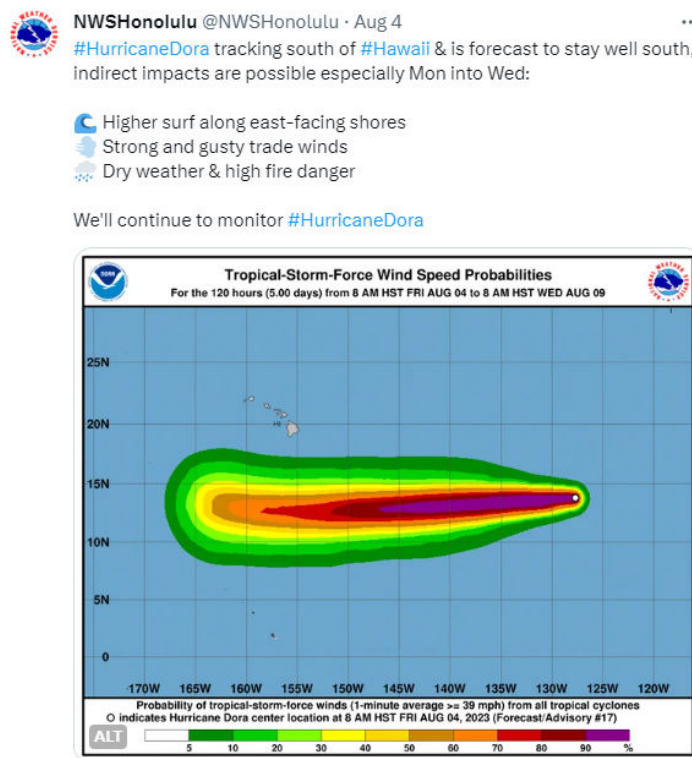 NWSHonolulu @NWSHonolulu · Aug 4
#HurricaneDora tracking south of #Hawaii & is forecast to stay well south,
indirect impacts are possible especially Mon into Wed:
🌊 Higher surf along east-facing shores
💨 Strong and gusty trade winds
🌧️ Dry weather & high fire danger
We'll continue to monitor #HurricaneDora
NOAA
Tropical-Storm-Force Wind Speed Probabilities
For the 120 hours (5.00 days) from 8 AM HST FRI AUG 04 to 8 AM HST WED AUG 09
25N
20N
15N
10N
5N
0
170W 165W 160W 155W 150W 145W 140W 135W 130W 125W 120W
Probability of tropical-storm-force winds (1-minute average >= 39 mph) from all tropical cyclones
O indicates Hurricane Dora center location at 8 AM HST FRI AUG 04, 2023 (Forecast/Advisory #17)
ALT
5 10 20 30 40 50 60 70 80 90 %